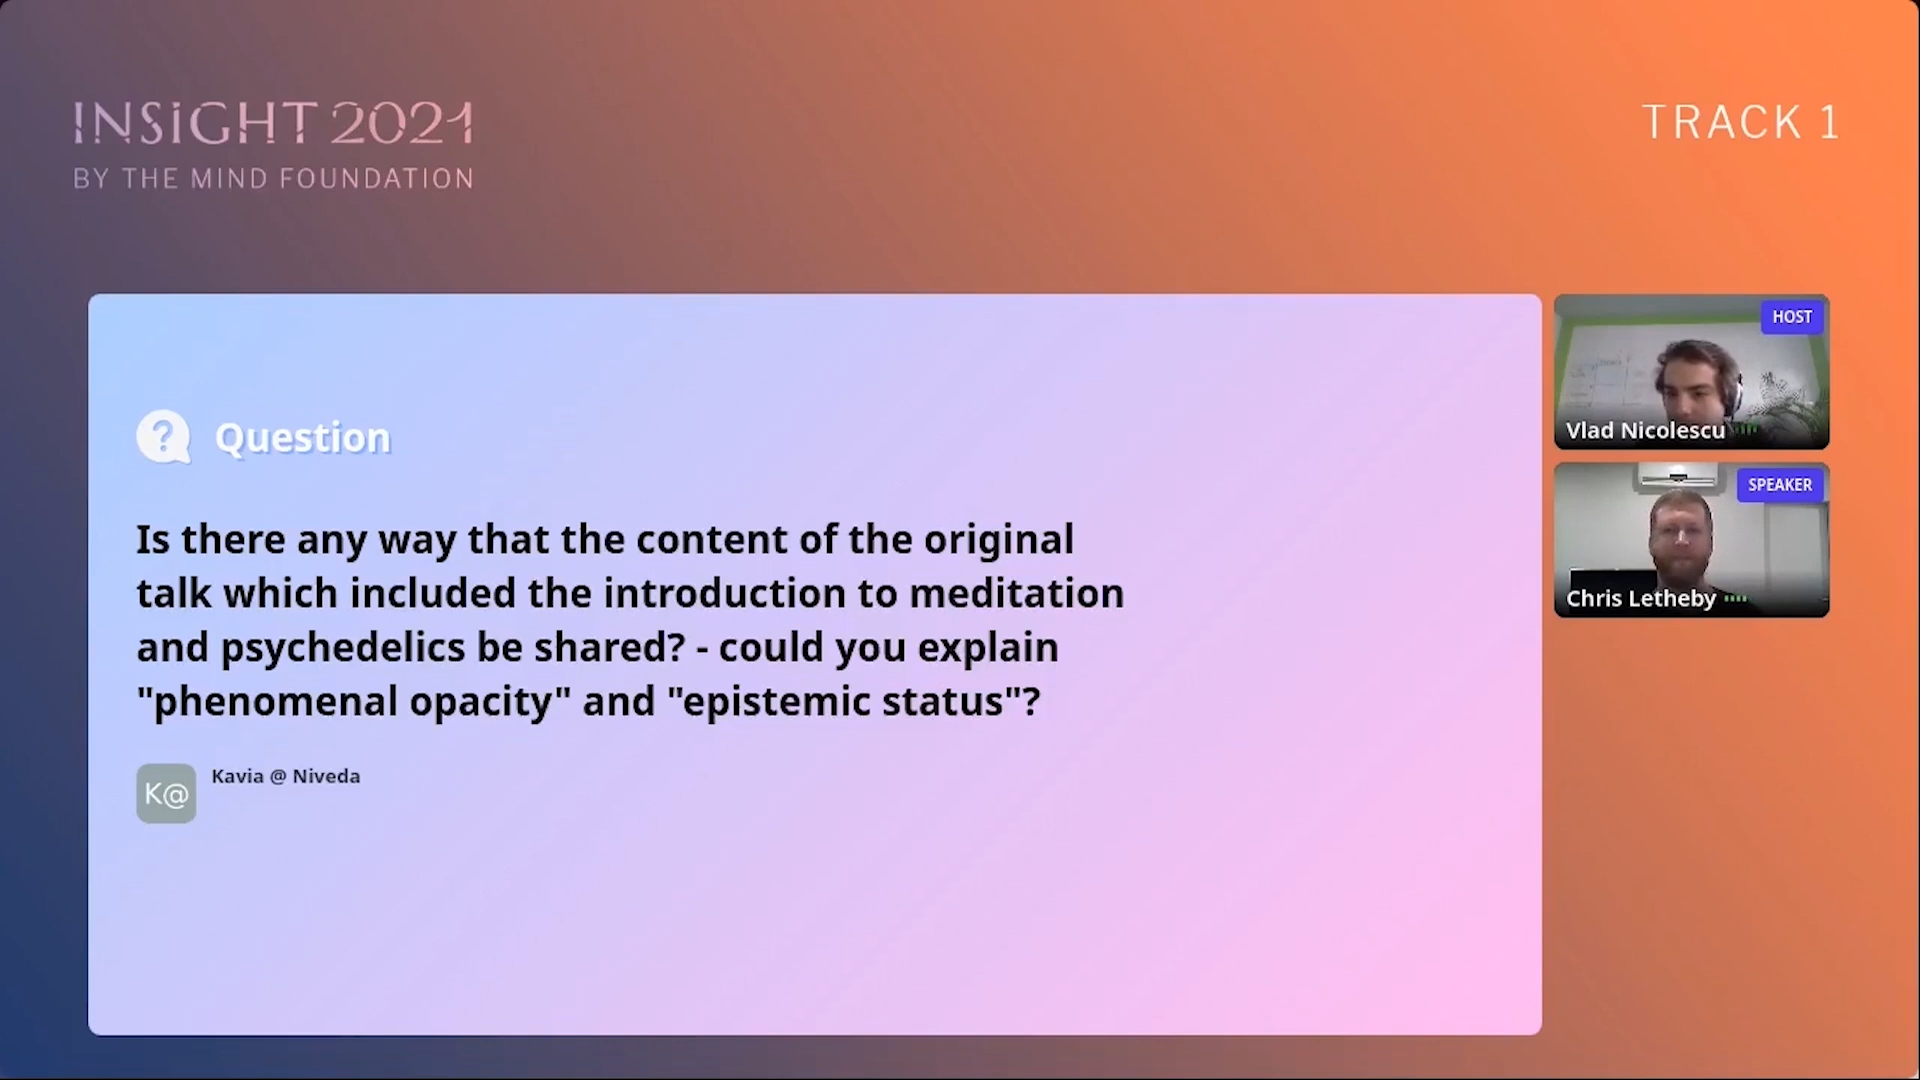 INSIGHT 2021
BY THE MIND FOUNDATION
TRACK 1
Question
Is there any way that the content of the original
talk which included the introduction to meditation
and psychedelics be shared? - could you explain
"phenomenal opacity" and "epistemic status"?
K@
Kavia @ Niveda
HOST
Vlad Nicolescu
SPEAKER
Chris Letheby